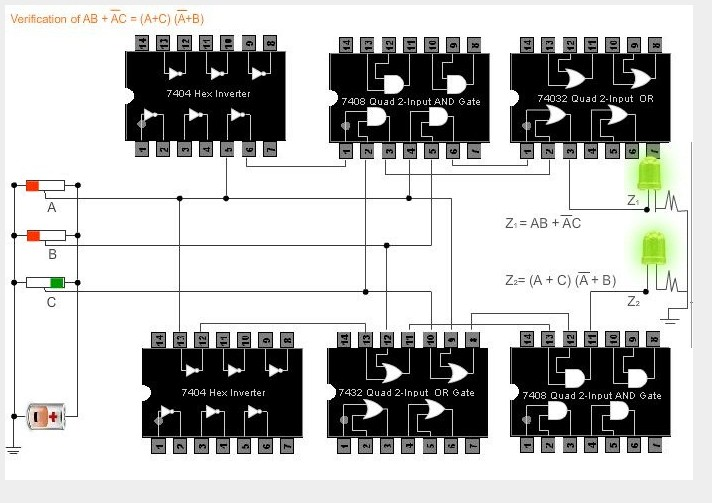 Verification of AB + A̅C = (A+C) (A̅+B)
14 13 12 11 10 9 8
14 13 12 11 10 9 8
14 13 12 11 10 9 8
7404 Hex Inverter
7408 Quad 2-Input AND Gate
74032 Quad 2-Input OR
1 2 3 4 5 6 7
1 2 3 4 5 6 7
1 2 3 4 5 6 7
A
Z1
Z1 = AB + A̅C
B
Z2= (A + C) (A̅ + B)
C
Z2
14 13 12 11 10 9 8
14 13 12 11 10 9 8
14 13 12 11 10 9 8
7404 Hex Inverter
7432 Quad 2-Input OR Gate
7408 Quad 2-Input AND Gate
1 2 3 4 5 6 7
1 2 3 4 5 6 7
1 2 3 4 5 6 7